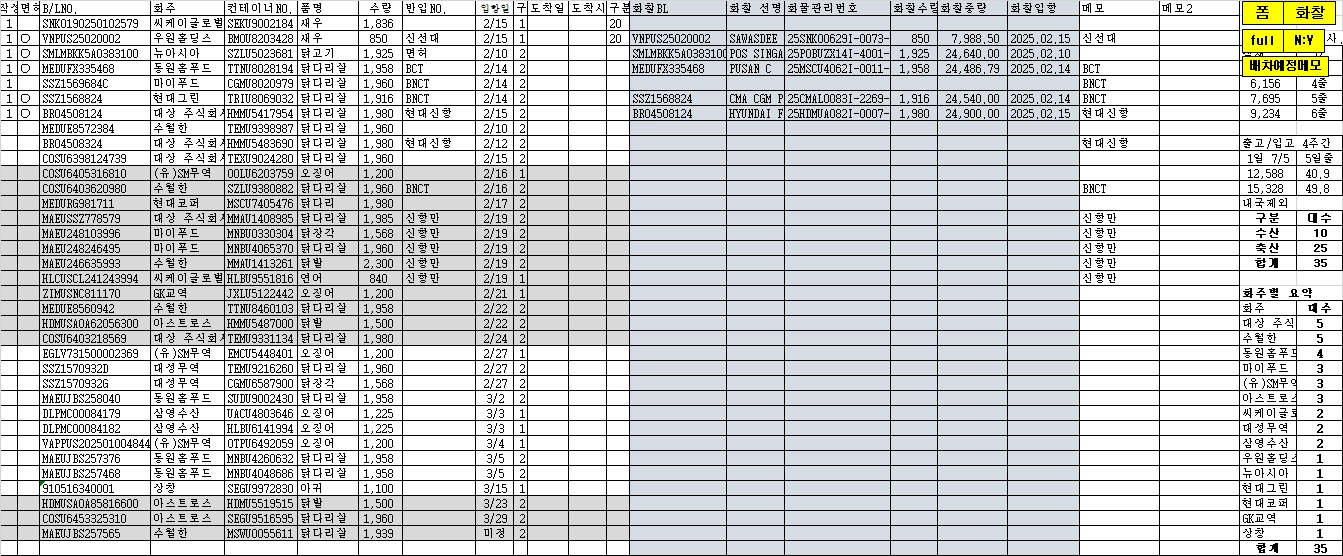 작성 면허 B/LNO. 화주 컨테이너NO. 품명 수량 반입NO. 입항일 구 도착일 도착시 구분 화찰BL 화찰 선명 화물관리번호 화찰수량 화찰중량 화찰입항 메모 메모2 폼 화찰
1 SNKO190250102579 씨케이글로벌 SEKU9002184 새우 1,836 2/15 1 20
1 ○ VNPUS25020002 우원홀딩스 BMOU8203428 새우 850 신선대 2/15 1 20 VNPUS25020002 SAWASDEE 25SNKO0629I-0073- 850 7,988.50 2025.02.15 신선대 full N:Y
1 ○ SMLMBKK5A0383100 뉴아시아 SZLU5023681 닭고기 1,925 면허 2/10 2 SMLMBKK5A0383100 POS SINGA 25POBUZX14I-4001- 1,925 24,640.00 2025.02.10
1 ○ MEDUFX335468 동원홈푸드 TTNU8028194 닭다리살 1,958 BCT 2/14 2 MEDUFX335468 PUSAN C 25MSCU4062I-0011- 1,958 24,486.79 2025.02.14 BCT 배차예정메모
1 SSZ1569684C 마이푸드 CGMU8020979 닭다리살 1,960 BNCT 2/14 2 BNCT 6,156 4줄
1 ○ SSZ1568824 현대그린 TRIU8069032 닭다리살 1,916 BNCT 2/14 2 SSZ1568824 CMA CGM P 25CMAL0083I-2269- 1,916 24,540.00 2025.02.14 BNCT 7,695 5줄
1 ○ BR04508124 대상 주식회사 HMMU5417954 닭다리살 1,980 현대신항 2/15 2 BR04508124 HYUNDAI F 25HDMUA082I-0007- 1,980 24,900.00 2025.02.15 현대신항 9,234 6줄
MEDUE8572384 수월한 TEMU9398987 닭다리살 1,960 2/10 2
BR04508324 대상 주식회사 HMMU5483690 닭다리살 1,980 현대신항 2/12 2 현대신항 출고/입고 4주간
COSU6398124739 대상 주식회사 TEXU9024280 닭다리살 1,960 2/15 2 1일 7/5 5일줄
COSU6405316810 (유)SM무역 OOLU6203759 오징어 1,200 2/16 1 12,588 40.9
COSU6403620980 수월한 SZLU9380882 닭다리살 1,960 BNCT 2/16 2 BNCT 15,328 49.8
MEDURG981711 현대코퍼 MSCU7405476 닭다리 1,980 2/17 2 내국제외
MAEUSSZ778579 대상 주식회사 MMAU1408985 닭다리살 1,985 신항만 2/19 2 신항만 구분 대수
MAEU248103996 마이푸드 MNBU0330304 닭장각 1,568 신항만 2/19 2 신항만 수산 10
MAEU248246495 마이푸드 MNBU4065370 닭다리살 1,960 신항만 2/19 2 신항만 축산 25
MAEU246635993 수월한 MMAU1413261 닭발 2,300 신항만 2/19 2 신항만 합계 35
HLCUSCL241243994 씨케이글로벌 HLBU9551816 연어 840 신항만 2/19 1 신항만
ZIMUSNC811170 GK교역 JXLU5122442 오징어 1,200 2/21 1 화주별 요약
MEDUE8560942 수월한 TTNU8460103 닭다리살 1,958 2/22 2 화주 대수
HDMUSAOA62056300 아스트로스 HMMU5487000 닭발 1,500 2/22 2 대상 주식 5
COSU6403218569 대상 주식회사 TEMU9331134 닭다리살 1,980 2/24 2 수월한 5
EGLV731500002369 (유)SM무역 EMCU5448401 오징어 1,200 2/27 1 동원홈푸드 4
SSZ1570932D 대성무역 TEMU9216260 닭다리살 1,960 2/27 2 마이푸드 3
SSZ1570932G 대성무역 CGMU6587900 닭장각 1,568 2/27 2 (유)SM무역 3
MAEUJBS258040 동원홈푸드 SUDU9002430 닭다리살 1,958 3/2 2 아스트로스 3
DLPMC00084179 삼영수산 UACU4803646 오징어 1,225 3/3 1 씨케이글로 2
DLPMC00084182 삼영수산 HLBU6141994 오징어 1,225 3/3 1 대성무역 2
VAPPUS202501004844 (유)SM무역 OTPU6492059 오징어 1,200 3/4 1 삼영수산 2
MAEUJBS257376 동원홈푸드 MNBU4260632 닭다리살 1,958 3/5 2 우원홀딩스 1
MAEUJBS257468 동원홈푸드 MNBU4048686 닭다리살 1,958 3/5 2 뉴아시아 1
910516340001 상창 SEGU9972830 아귀 1,100 3/15 1 현대그린 1
HDMUSAOA85816600 아스트로스 HDMU5519515 닭발 1,500 3/23 2 현대코퍼 1
COSU6453325310 아스트로스 SEGU9516595 닭다리살 1,960 3/29 2 GK교역 1
MAEUJBS257565 수월한 MSWU0055611 닭다리살 1,939 미정 2 상창 1
합계 35